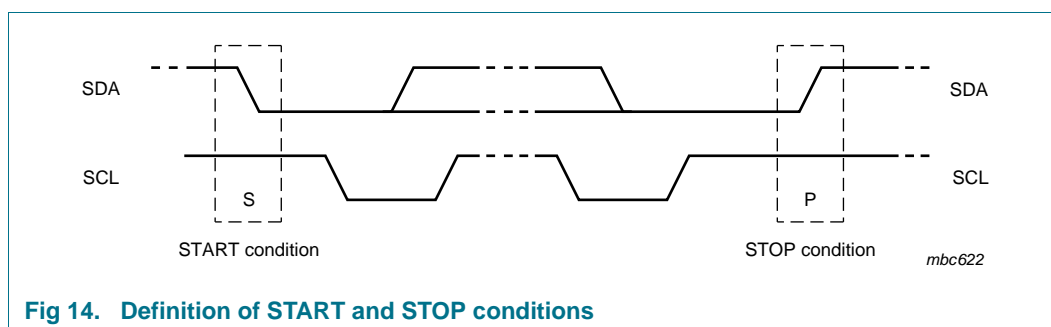 SDA
SDA
SCL
SCL
S
P
START condition
STOP condition
mbc622
Fig 14. Definition of START and STOP conditions